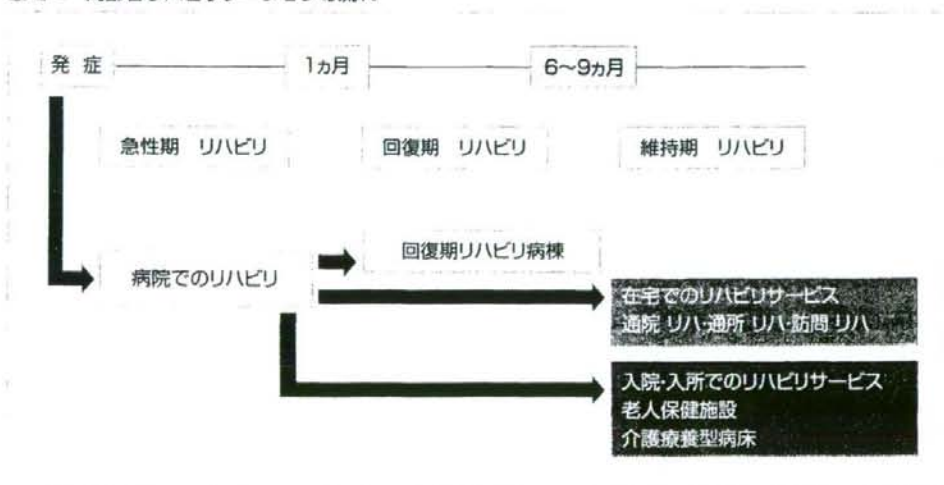 発 症
1ヵ月
6〜9ヵ月
急性期 リハビリ
回復期 リハビリ
維持期 リハビリ
回復期リハビリ病棟
病院でのリハビリ
在宅でのリハビリサービス
通院 リハ・通所 リハ・訪問 リハ
入院・入所でのリハビリサービス
老人保健施設
介護療養型病床